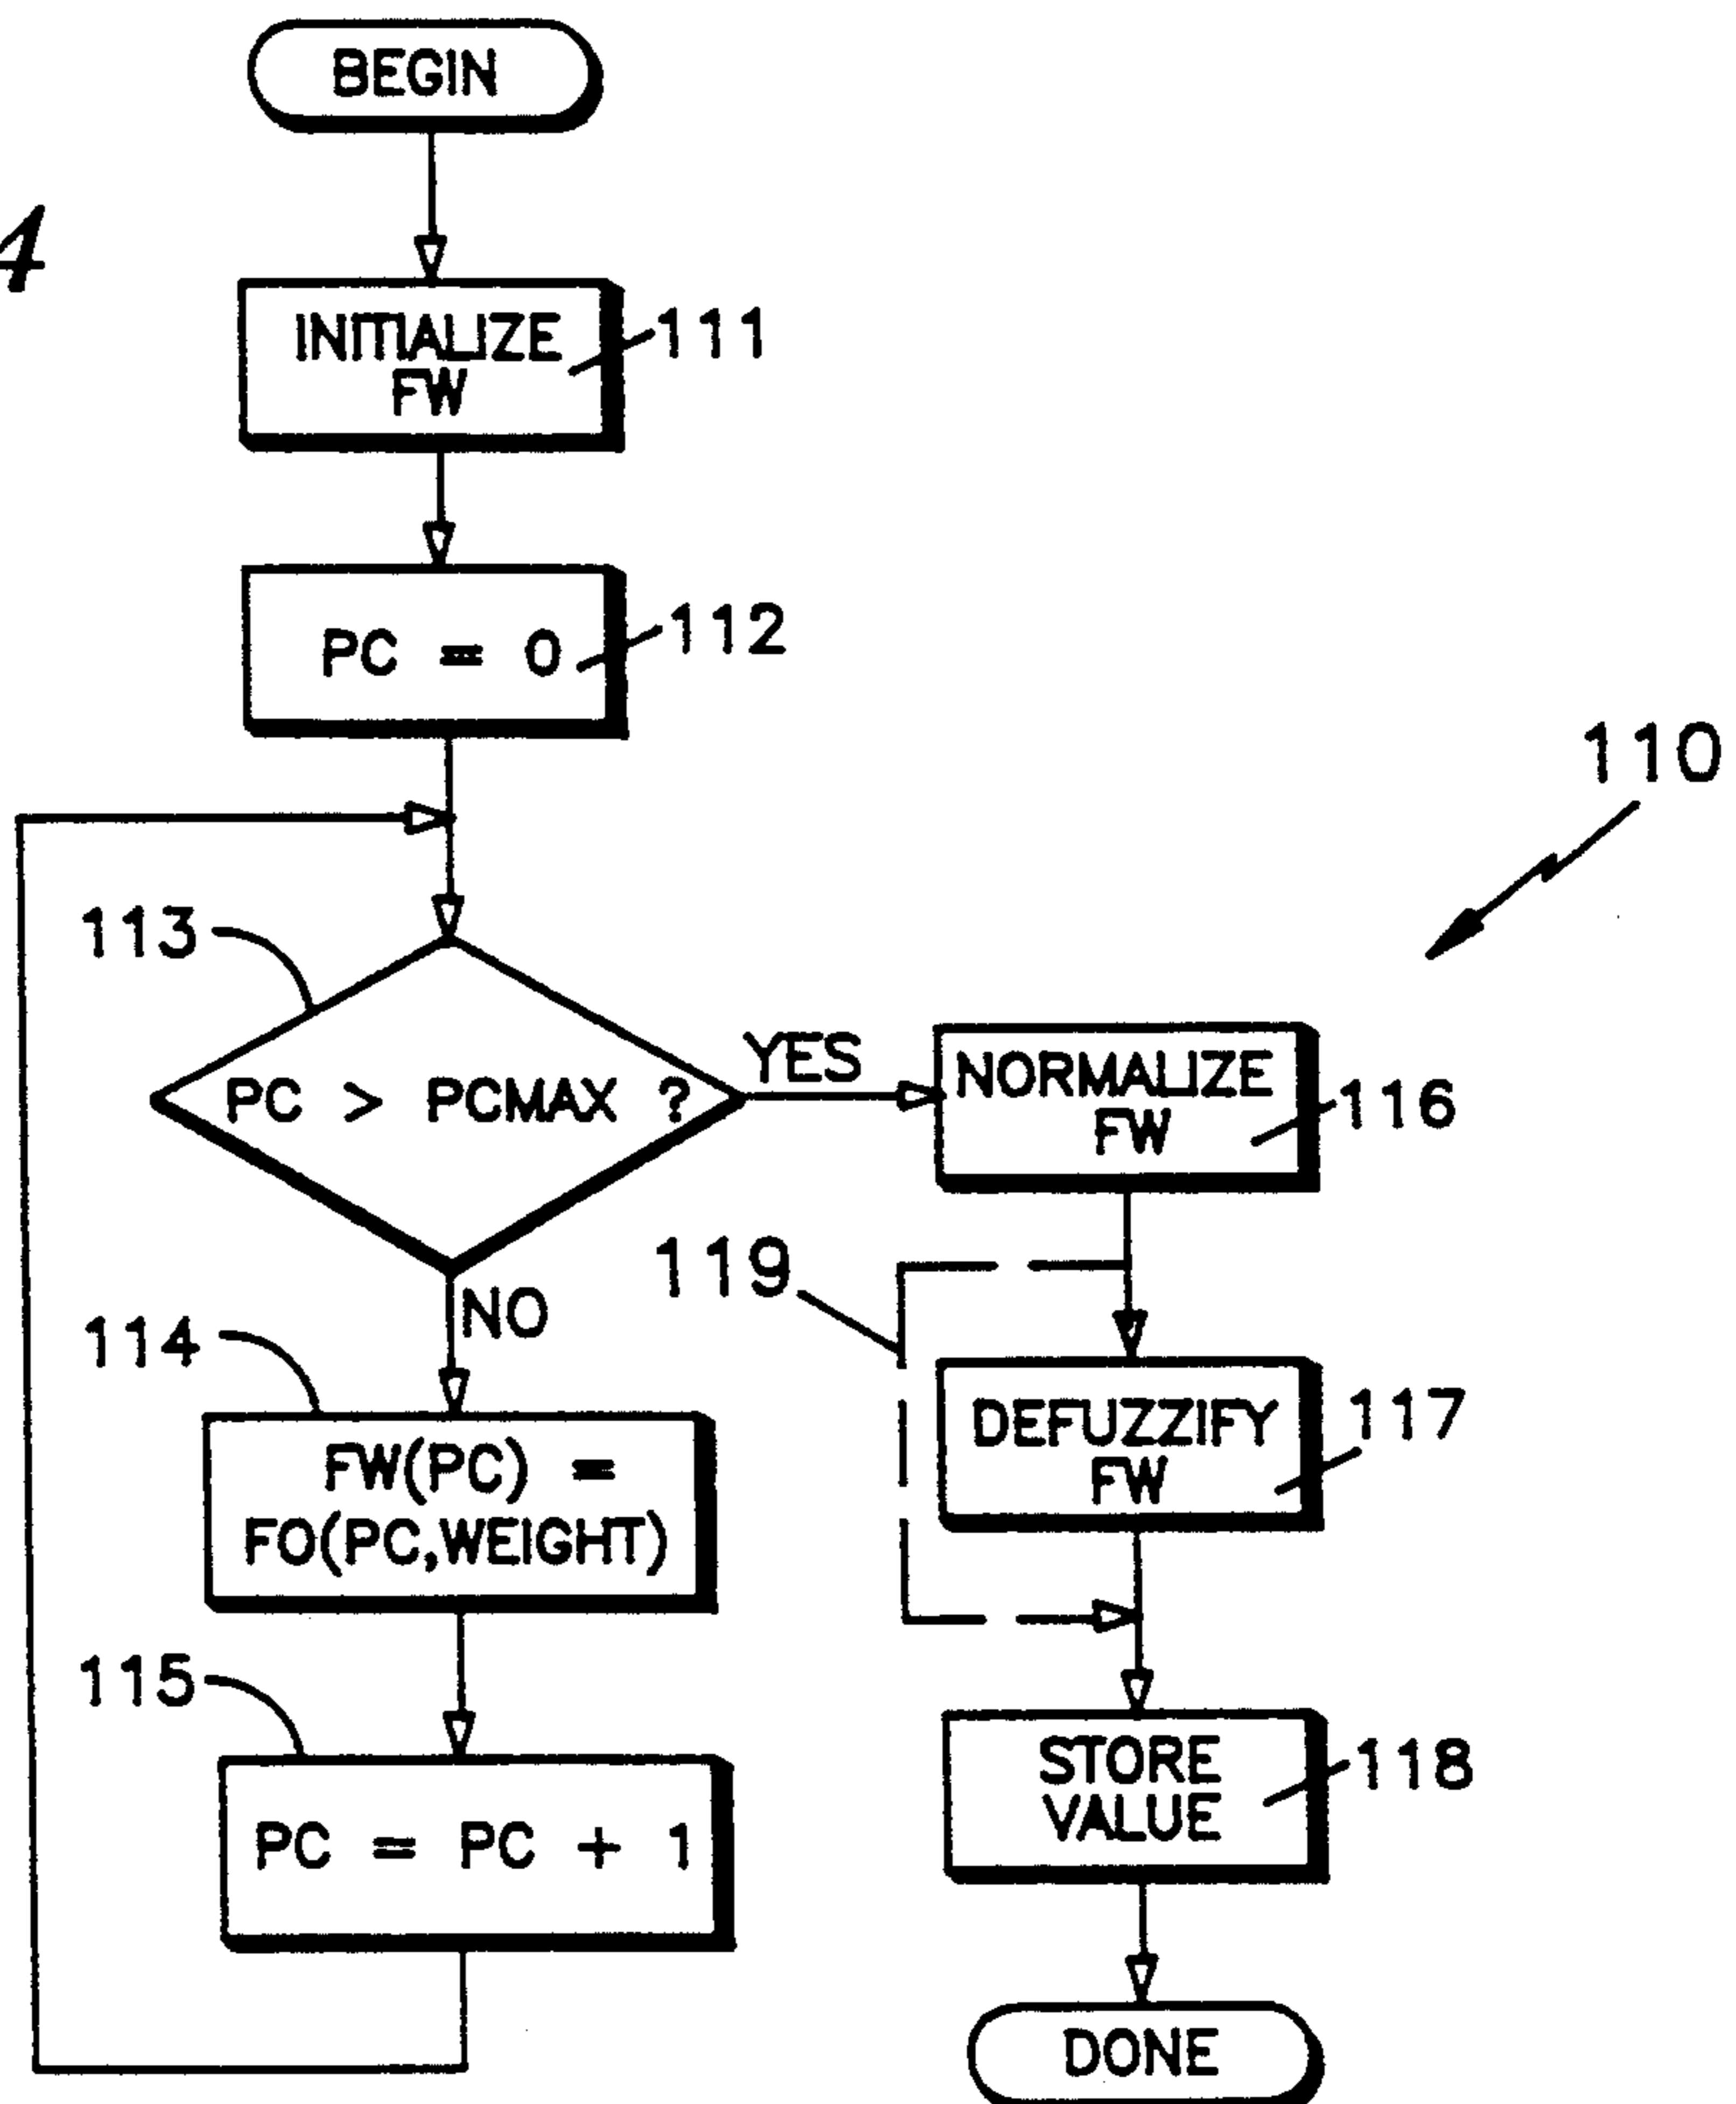 BEGIN
4
INITIALIZE
FW
111
PC = 0
112
110
113
PC > PCMAX ?
YES
NORMALIZE
FW
116
NO
119
114
FW(PC) =
FO(PC,WEIGHT)
DEFUZZIFY
FW
117
115
PC = PC + 1
STORE
VALUE
118
DONE